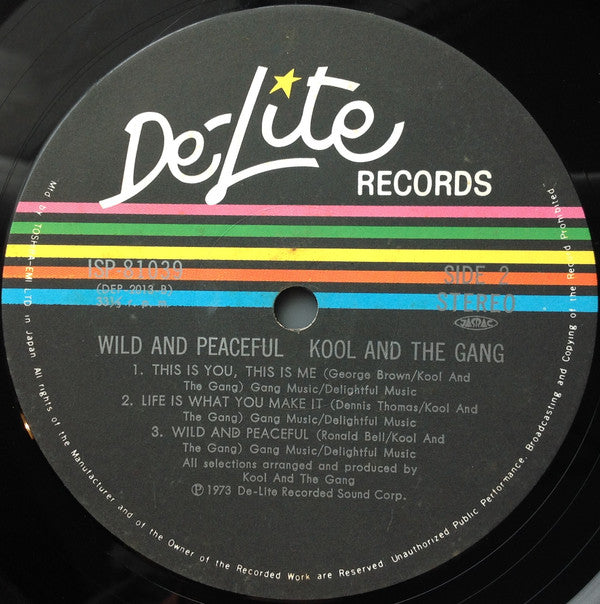 De-Lite
RECORDS
ISP-81029
(DEP 2013 B)
33⅓ r. p. m.
SIDE 2
STEREO
JASRAC
WILD AND PEACEFUL KOOL AND THE GANG
1. THIS IS YOU, THIS IS ME (George Brown/Kool And
The Gang) Gang Music/Delightful Music
2. LIFE IS WHAT YOU MAKE IT (Dennis Thomas/Kool And
The Gang) Gang Music/Delightful Music
3. WILD AND PEACEFUL (Ronald Bell/Kool And
The Gang) Gang Music/Delightful Music
All selections arranged and produced by
Kool And The Gang
Ⓟ 1973 De-Lite Recorded Sound Corp.
Mfd by TOSHIBA EMI LTD in Japan. All rights of the Manufacturer and of the Owner of the Recorded Work are Reserved. Unauthorized Public Performance, Broadcasting and Copying of the Record Prohibited.